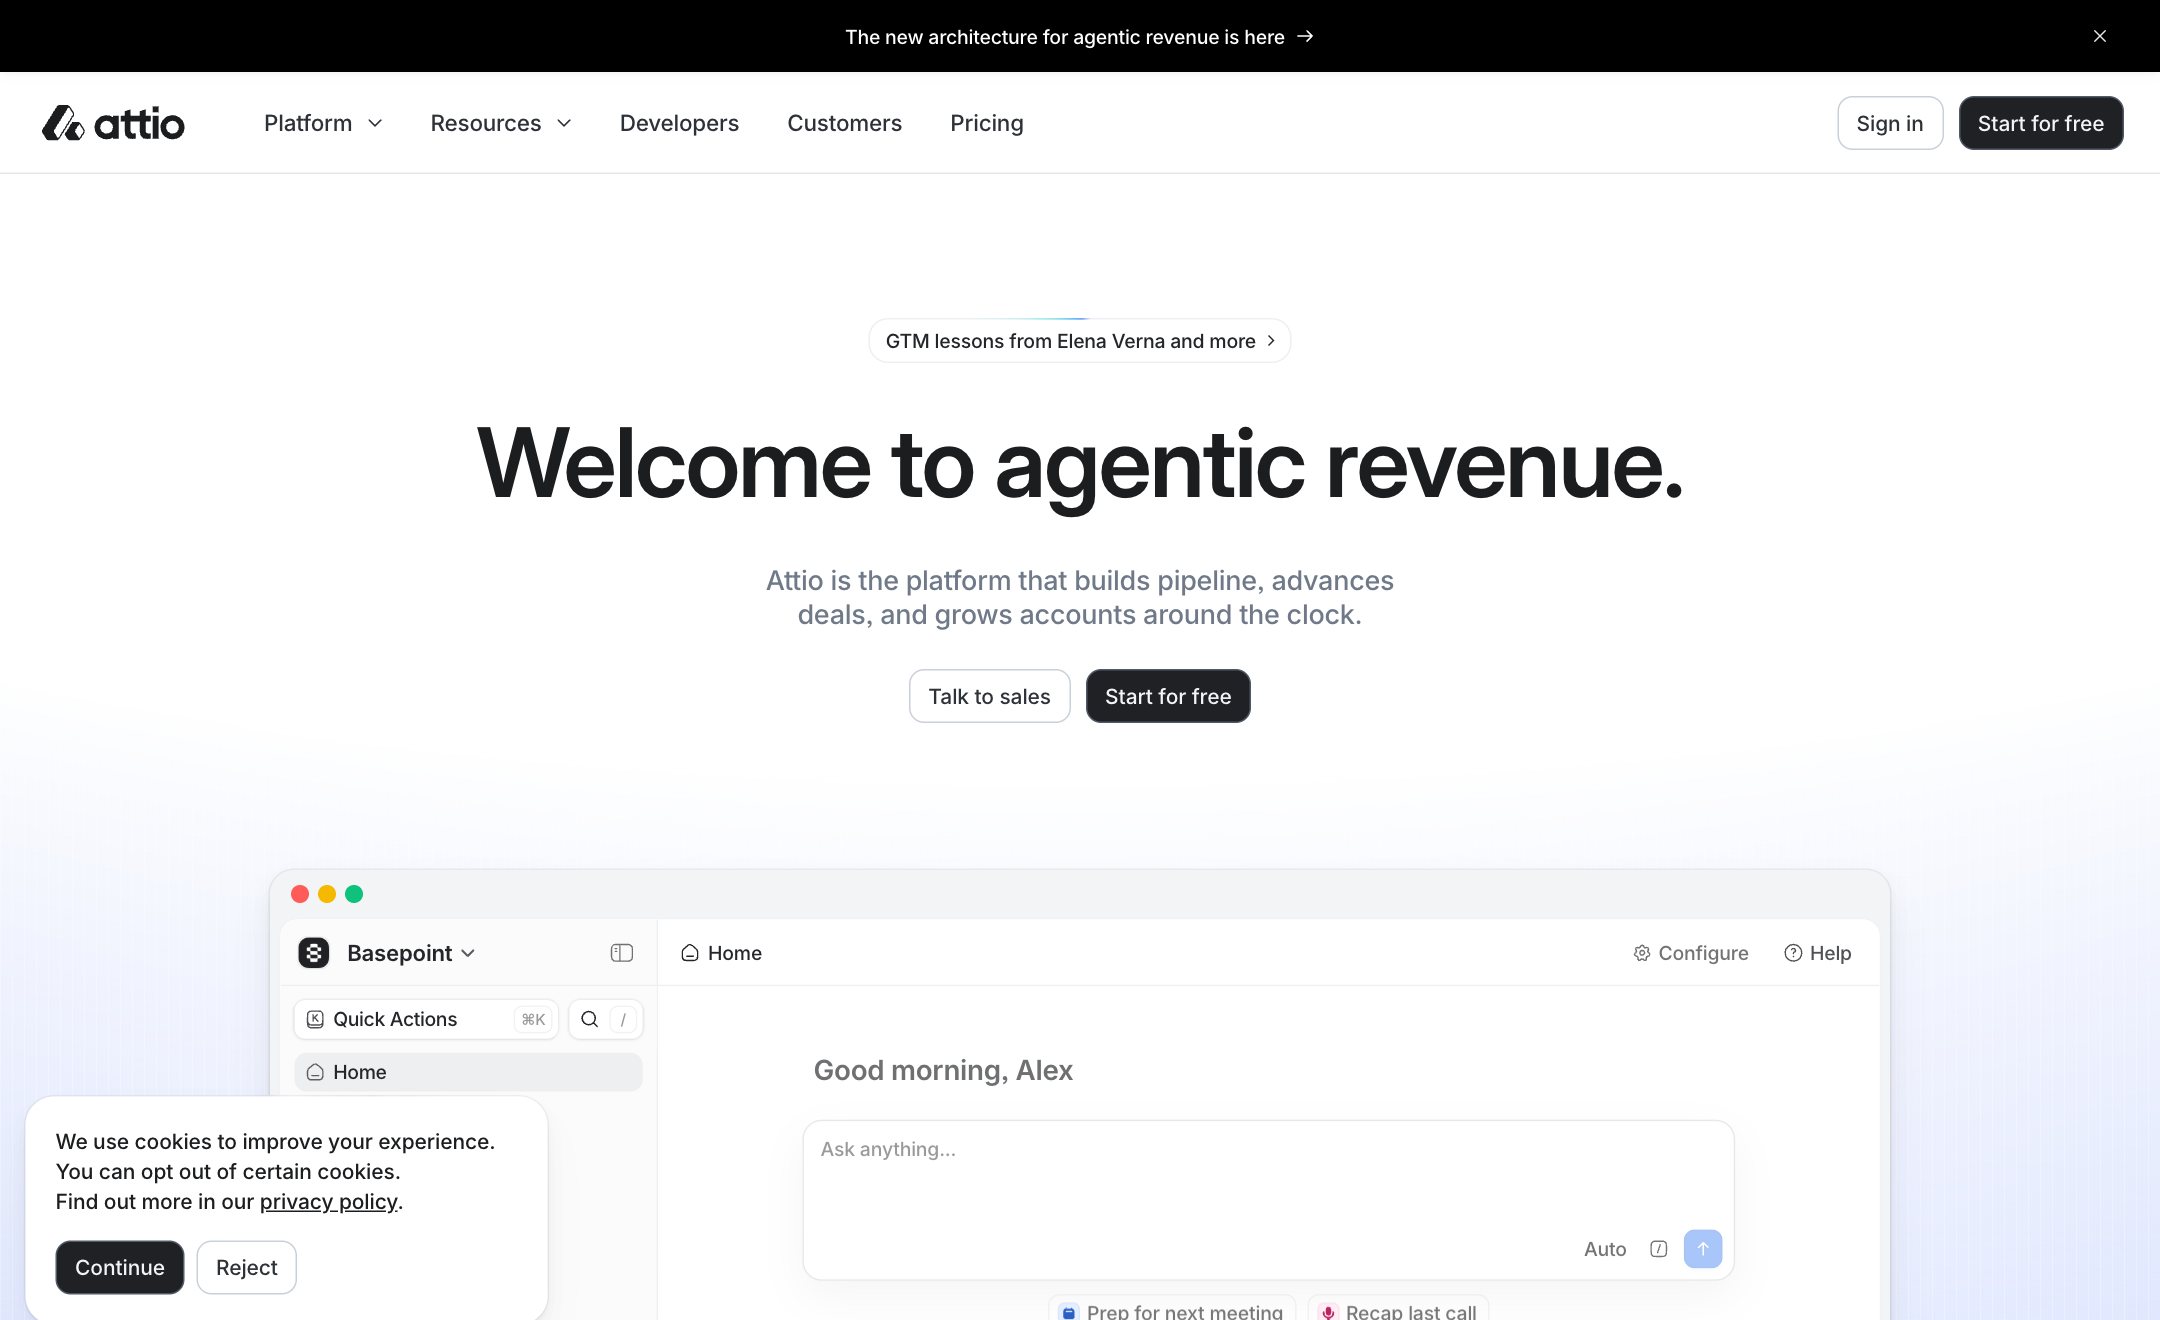 The new architecture for agentic revenue is here →
attio
Platform
Resources
Developers
Customers
Pricing
Sign in
Start for free
GTM lessons from Elena Verna and more
Welcome to agentic revenue.
Attio is the platform that builds pipeline, advances
deals, and grows accounts around the clock.
Talk to sales
Start for free
Basepoint
Home
Configure
Help
Quick Actions
⌘K
/
Home
Good morning, Alex
Ask anything...
Auto
/
Prep for next meeting
Recap last call
We use cookies to improve your experience.
You can opt out of certain cookies.
Find out more in our privacy policy.
Continue
Reject